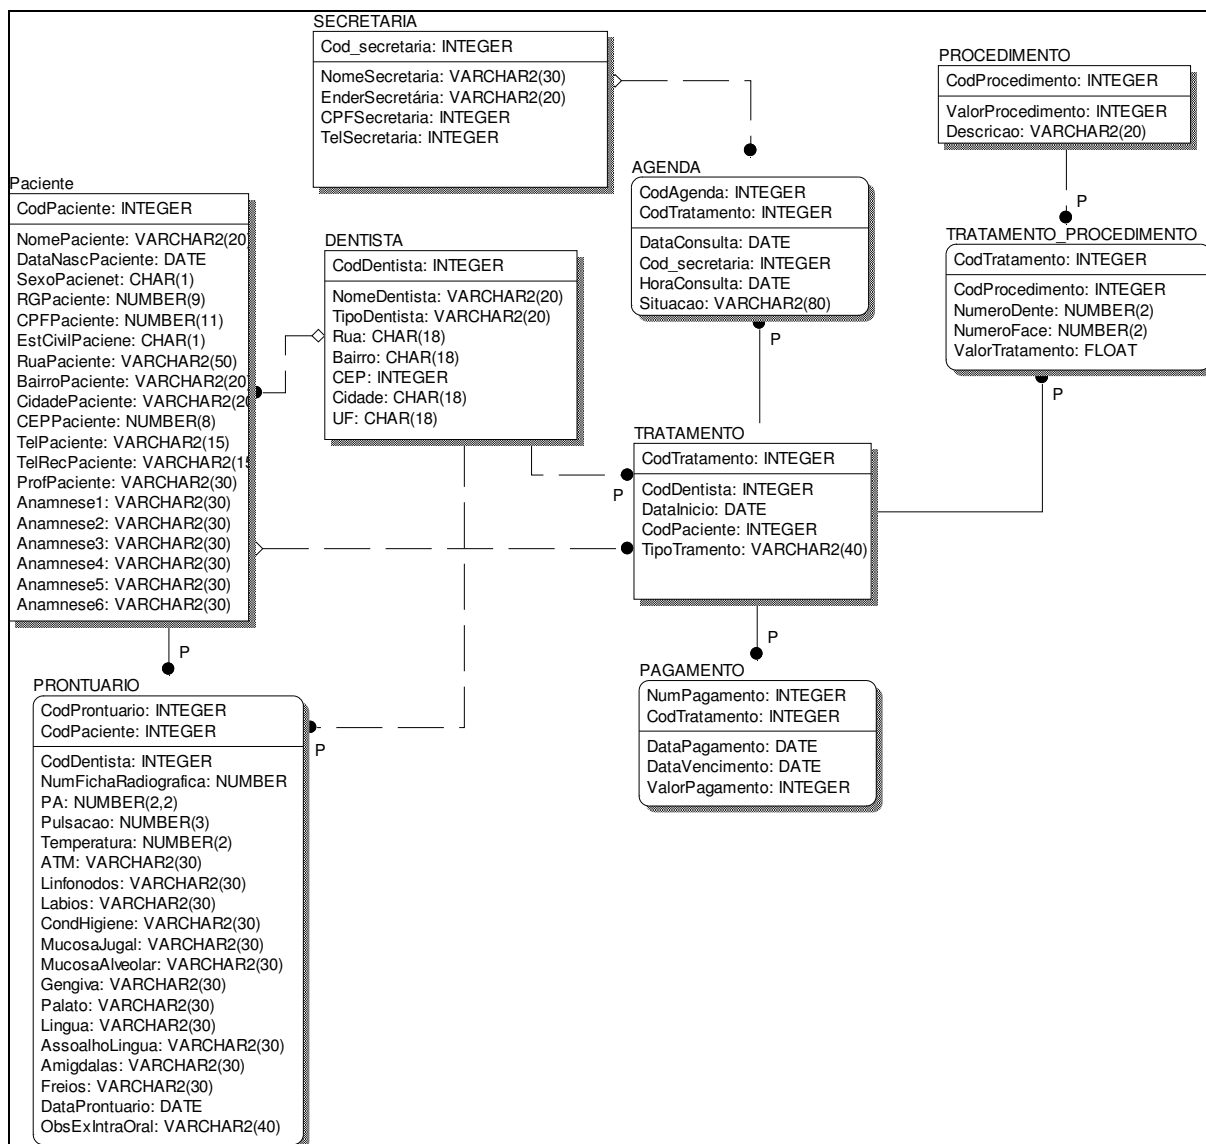 SECRETARIA
Cod_secretaria: INTEGER
NomeSecretaria: VARCHAR2(30)
EnderSecretária: VARCHAR2(20)
CPFSecretaria: INTEGER
TelSecretaria: INTEGER
PROCEDIMENTO
CodProcedimento: INTEGER
ValorProcedimento: INTEGER
Descricao: VARCHAR2(20)
P
AGENDA
CodAgenda: INTEGER
CodTratamento: INTEGER
DataConsulta: DATE
Cod_secretaria: INTEGER
HoraConsulta: DATE
Situacao: VARCHAR2(80)
P
TRATAMENTO_PROCEDIMENTO
CodTratamento: INTEGER
CodProcedimento: INTEGER
NumeroDente: NUMBER(2)
NumeroFace: NUMBER(2)
ValorTratamento: FLOAT
P
Paciente
CodPaciente: INTEGER
NomePaciente: VARCHAR2(20
DataNascPaciente: DATE
SexoPacienet: CHAR(1)
RGPaciente: NUMBER(9)
CPFPaciente: NUMBER(11)
EstCivilPaciene: CHAR(1)
RuaPaciente: VARCHAR2(50)
BairroPaciente: VARCHAR2(20
CidadePaciente: VARCHAR2(20
CEPPaciente: NUMBER(8)
TelPaciente: VARCHAR2(15)
TelRecPaciente: VARCHAR2(15
ProfPaciente: VARCHAR2(30)
Anamnese1: VARCHAR2(30)
Anamnese2: VARCHAR2(30)
Anamnese3: VARCHAR2(30)
Anamnese4: VARCHAR2(30)
Anamnese5: VARCHAR2(30)
Anamnese6: VARCHAR2(30)
P
DENTISTA
CodDentista: INTEGER
NomeDentista: VARCHAR2(20)
TipoDentista: VARCHAR2(20)
Rua: CHAR(18)
Bairro: CHAR(18)
CEP: INTEGER
Cidade: CHAR(18)
UF: CHAR(18)
P
TRATAMENTO
CodTratamento: INTEGER
CodDentista: INTEGER
DataInicio: DATE
CodPaciente: INTEGER
TipoTramento: VARCHAR2(40)
P
PRONTUARIO
CodProntuario: INTEGER
CodPaciente: INTEGER
CodDentista: INTEGER
NumFichaRadiografica: NUMBER
PA: NUMBER(2,2)
Pulsacao: NUMBER(3)
Temperatura: NUMBER(2)
ATM: VARCHAR2(30)
Linfonodos: VARCHAR2(30)
Labios: VARCHAR2(30)
CondHigiene: VARCHAR2(30)
MucosaJugal: VARCHAR2(30)
MucosaAlveolar: VARCHAR2(30)
Gengiva: VARCHAR2(30)
Palato: VARCHAR2(30)
Lingua: VARCHAR2(30)
AssoalhoLingua: VARCHAR2(30)
Amigdalas: VARCHAR2(30)
Freios: VARCHAR2(30)
DataProntuario: DATE
ObsExIntraOral: VARCHAR2(40)
P
PAGAMENTO
NumPagamento: INTEGER
CodTratamento: INTEGER
DataPagamento: DATE
DataVencimento: DATE
ValorPagamento: INTEGER